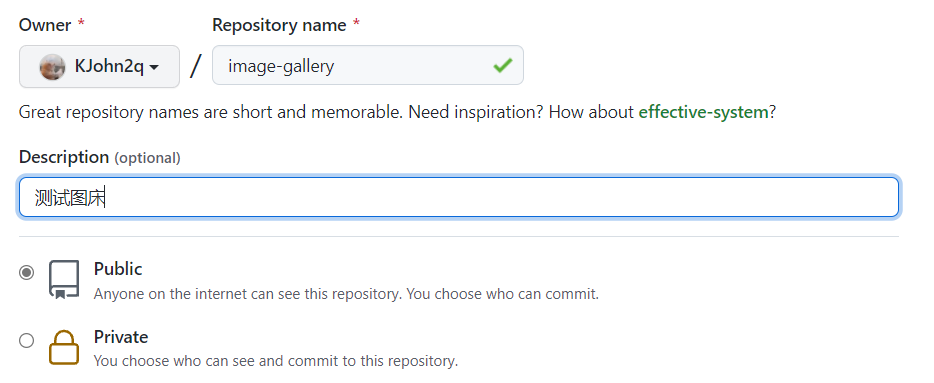 Owner * Repository name *
KJohn2q / image-gallery
Great repository names are short and memorable. Need inspiration? How about effective-system?
Description (optional)
测试图床
Public
Anyone on the internet can see this repository. You choose who can commit.
Private
You choose who can see and commit to this repository.